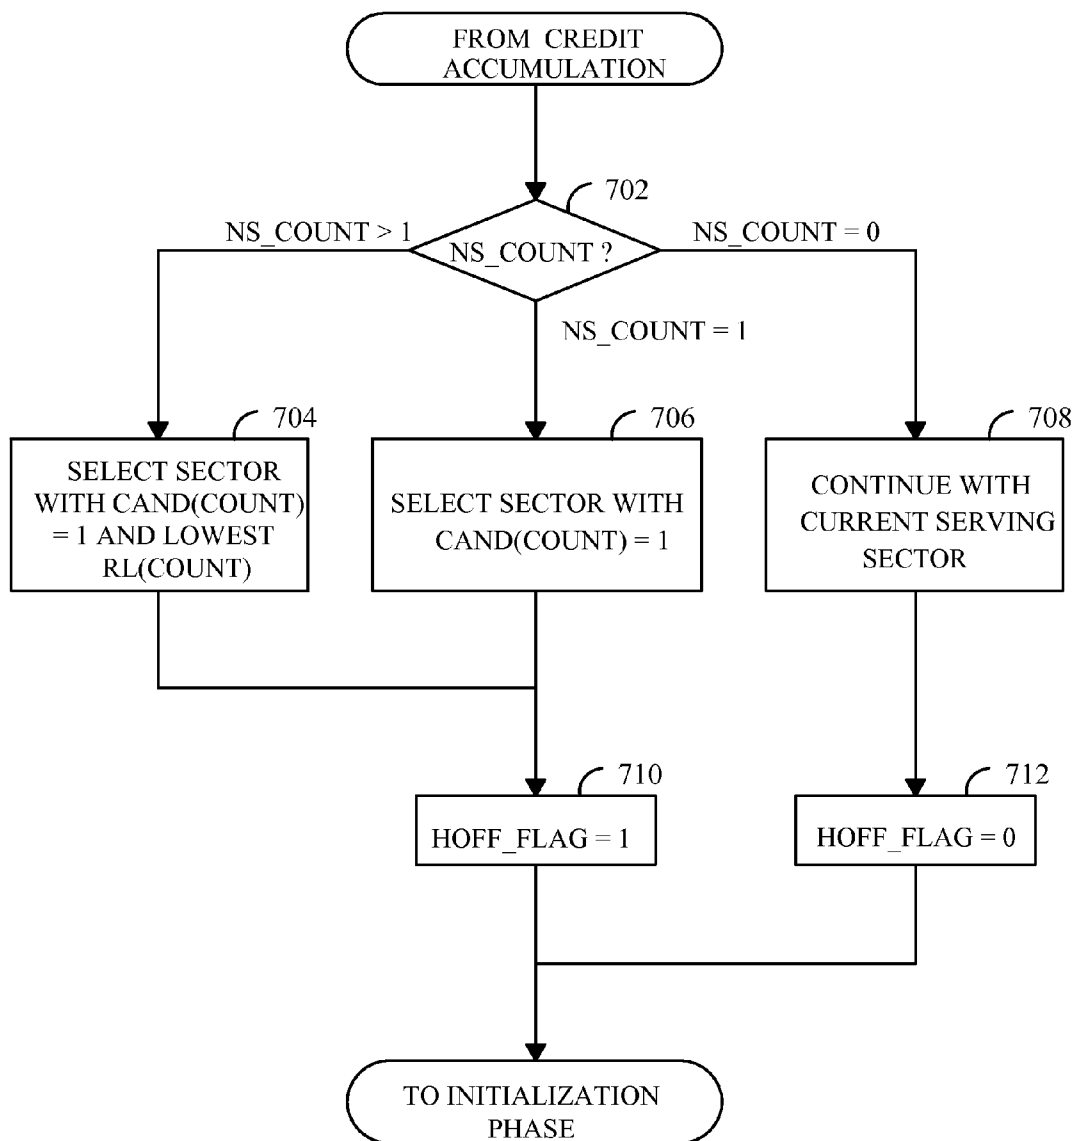 FROM CREDIT
ACCUMULATION
702
NS_COUNT > 1
NS_COUNT ?
NS_COUNT = 0
NS_COUNT = 1
704
SELECT SECTOR
WITH CAND(COUNT)
= 1 AND LOWEST
RL(COUNT)
706
SELECT SECTOR WITH
CAND(COUNT) = 1
708
CONTINUE WITH
CURRENT SERVING
SECTOR
710
HOFF_FLAG = 1
712
HOFF_FLAG = 0
TO INITIALIZATION
PHASE